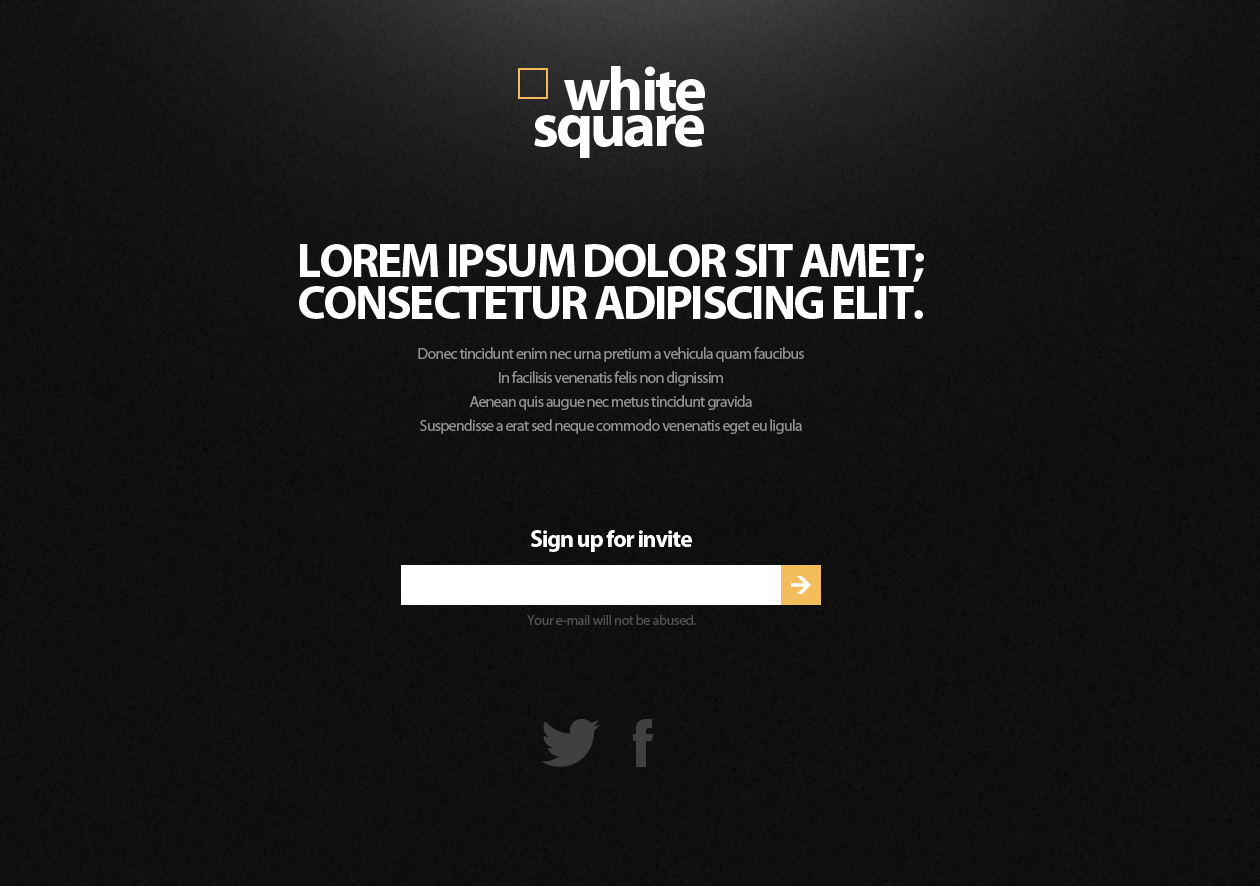 white
square
LOREM IPSUM DOLOR SIT AMET;
CONSECTETUR ADIPISCING ELIT.
Donec tincidunt enim nec urna pretium a vehicula quam faucibus
In facilisis venenatis felis non dignissim
Aenean quis augue nec metus tincidunt gravida
Suspendisse a erat sed neque commodo venenatis eget eu ligula
Sign up for invite
Your e-mail will not be abused.